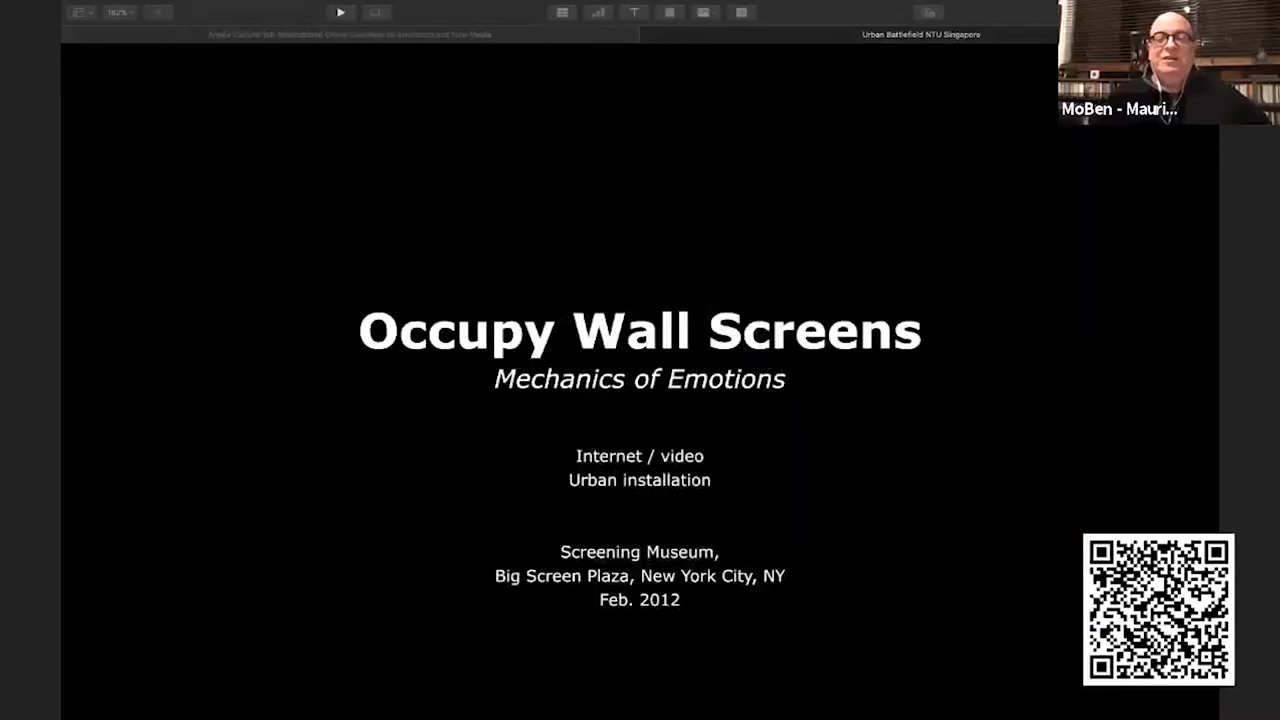 182%
Urban Battlefield NTU Singapore
MoBen - Mauri...
Occupy Wall Screens
Mechanics of Emotions
Internet / video
Urban installation
Screening Museum,
Big Screen Plaza, New York City, NY
Feb. 2012